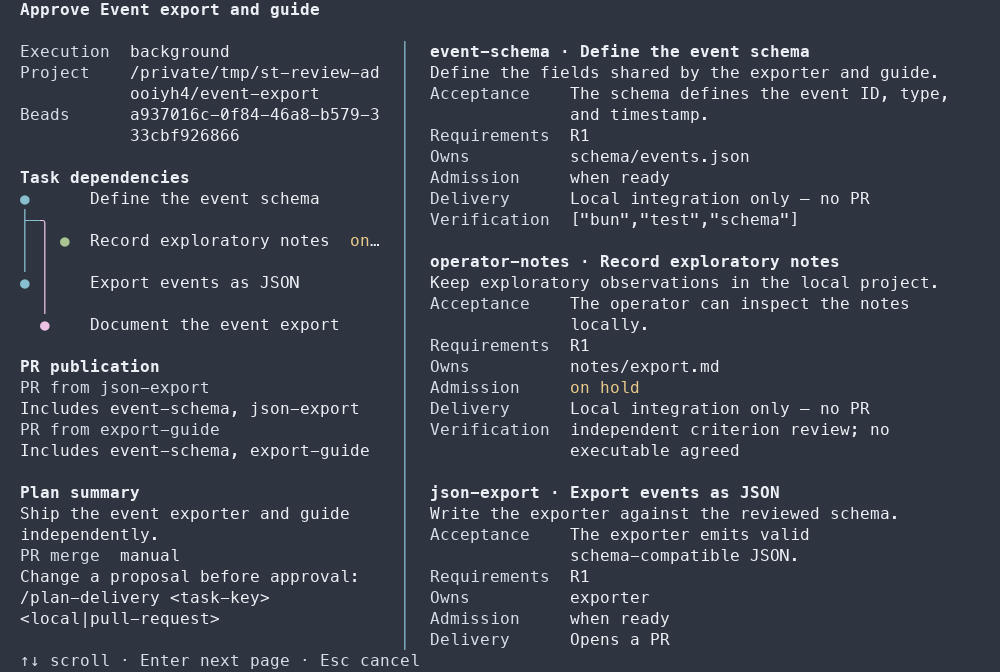 Approve Event export and guide
Execution  background
Project    /private/tmp/st-review-ad
ooiyh4/event-export
Beads      a937016c-0f84-46a8-b579-3
33cbf926866
Task dependencies
Define the event schema
Record exploratory notes  on…
Export events as JSON
Document the event export
PR publication
PR from json-export
Includes event-schema, json-export
PR from export-guide
Includes event-schema, export-guide
Plan summary
Ship the event exporter and guide
independently.
PR merge  manual
Change a proposal before approval:
/plan-delivery <task-key>
<local|pull-request>
event-schema · Define the event schema
Define the fields shared by the exporter and guide.
Acceptance    The schema defines the event ID, type,
and timestamp.
Requirements  R1
Owns          schema/events.json
Admission     when ready
Delivery      Local integration only — no PR
Verification  ["bun","test","schema"]
operator-notes · Record exploratory notes
Keep exploratory observations in the local project.
Acceptance    The operator can inspect the notes
locally.
Requirements  R1
Owns          notes/export.md
Admission     on hold
Delivery      Local integration only — no PR
Verification  independent criterion review; no
executable agreed
json-export · Export events as JSON
Write the exporter against the reviewed schema.
Acceptance    The exporter emits valid
schema-compatible JSON.
Requirements  R1
Owns          exporter
Admission     when ready
Delivery      Opens a PR
↑↓ scroll · Enter next page · Esc cancel